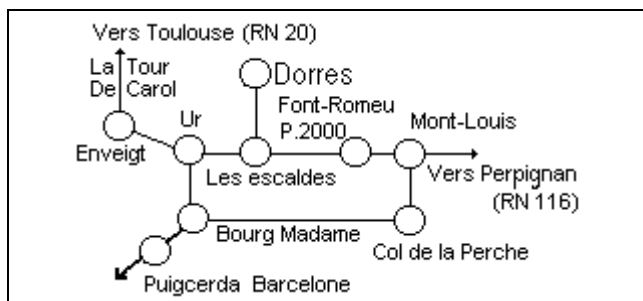 Vers Toulouse (RN 20)
La Tour
De Carol
Dorres
Font-Romeu
P.2000
Ur
Mont-Louis
Enveigt
Les escaldes
Vers Perpignan
(RN 116)
Bourg Madame
Col de la Perche
Puigcerda Barcelone